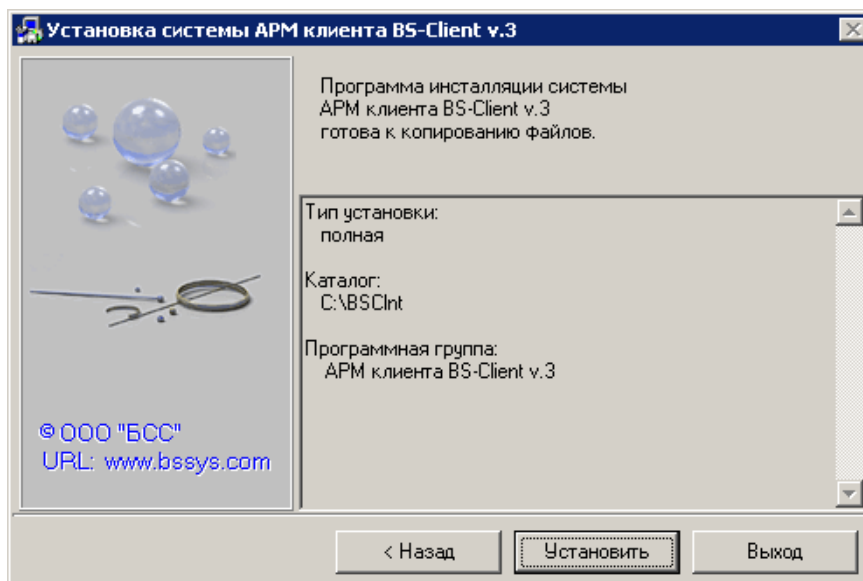 Установка системы АРМ клиента BS-Client v.3
Программа инсталляции системы
АРМ клиента BS-Client v.3
готова к копированию файлов.
Тип установки:
полная
Каталог:
C:\BSClnt
Программная группа:
АРМ клиента BS-Client v.3
© ООО "БСС"
URL: www.bssys.com
< Назад
Установить
Выход